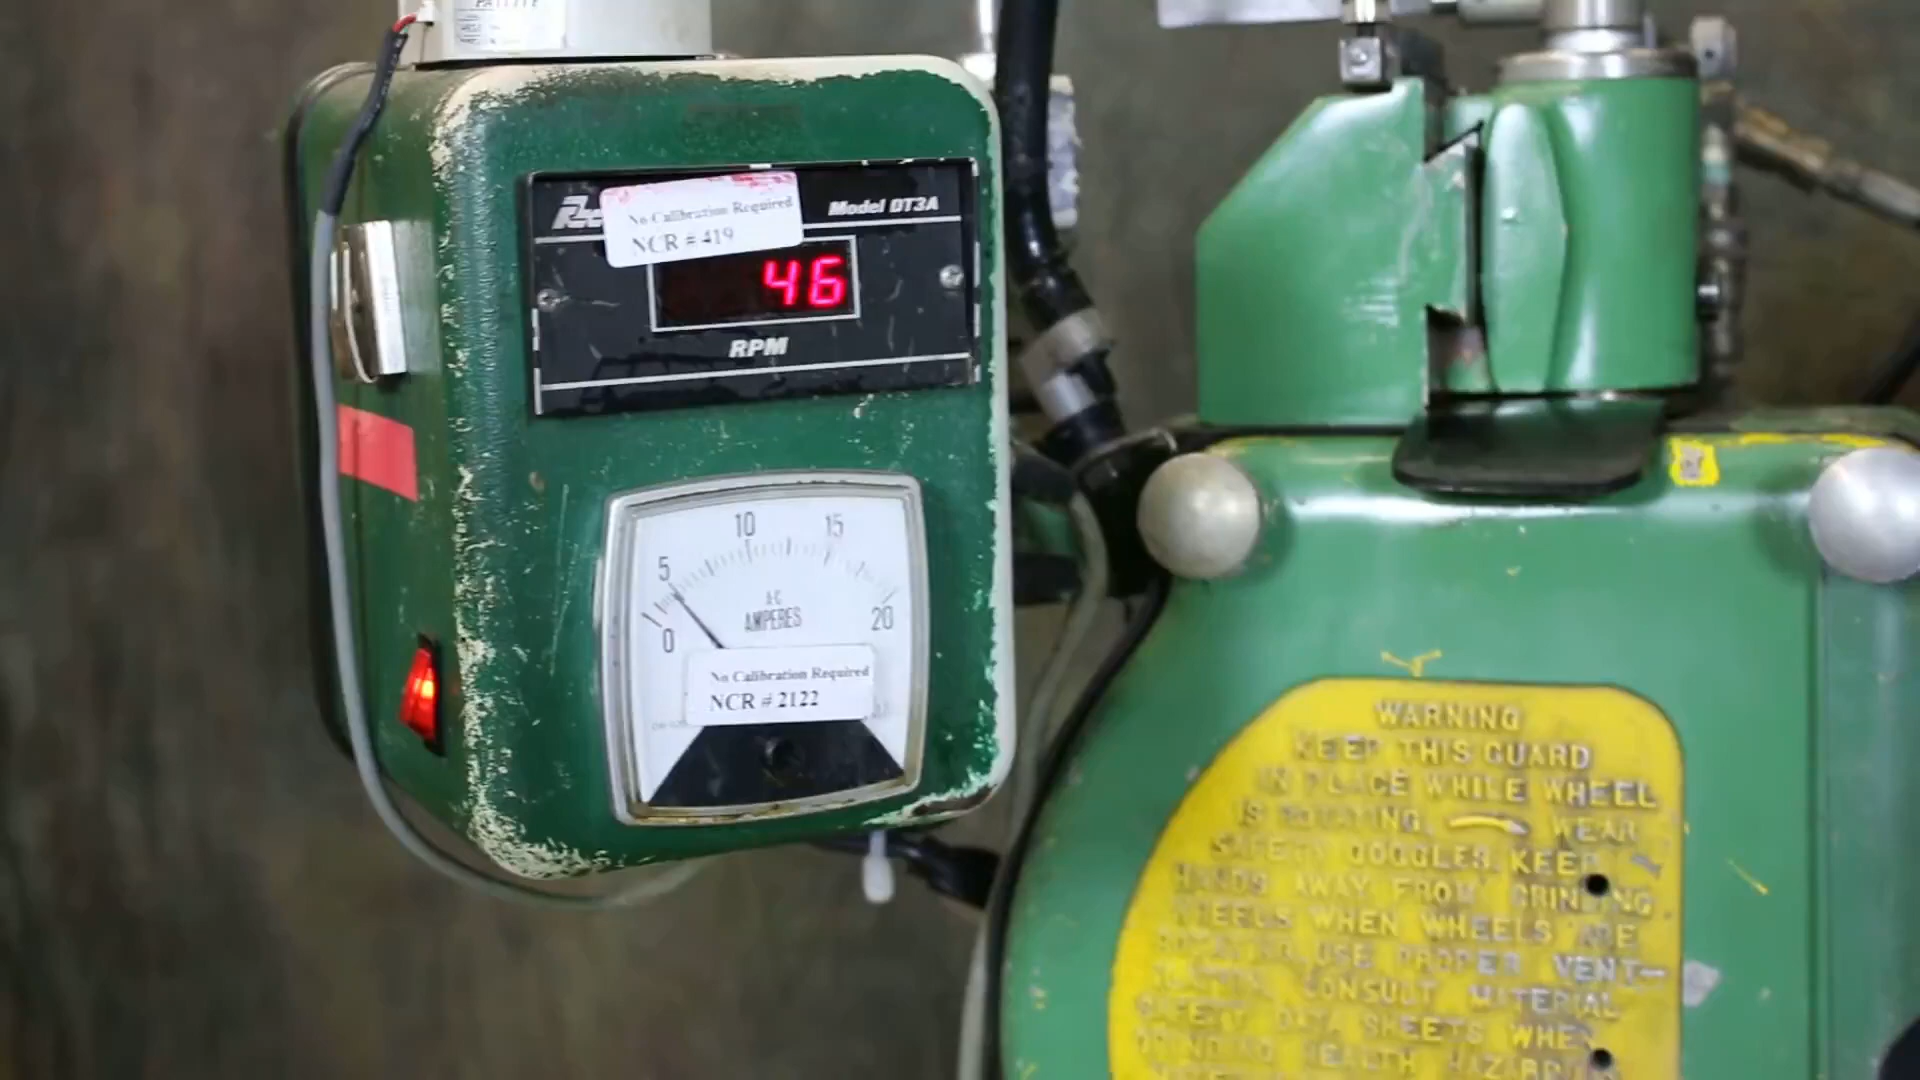 No Calibration Required
NCR # 419
Model DT3A
46
RPM
0
5
10
15
20
A-C
AMPERES
No Calibration Required
NCR # 2122
WARNING
KEEP THIS GUARD
IN PLACE WHILE WHEEL
IS ROTATING. WEAR
SAFETY GOGGLES. KEEP
HANDS AWAY FROM GRINDING
WHEELS WHEN WHEELS ARE
USE PROPER VENT-
CONSULT MATERIAL
SAFETY DATA SHEETS WHEN
GRINDING HEALTH HAZARDOUS